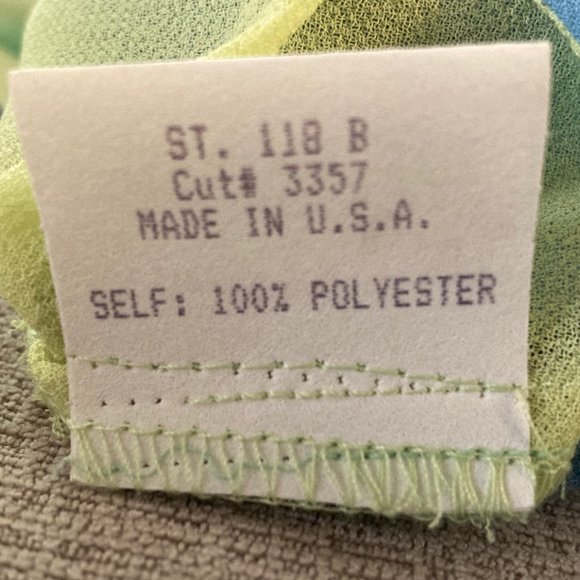 ST. 118 B
Cut# 3357
MADE IN U.S.A.
SELF: 100% POLYESTER